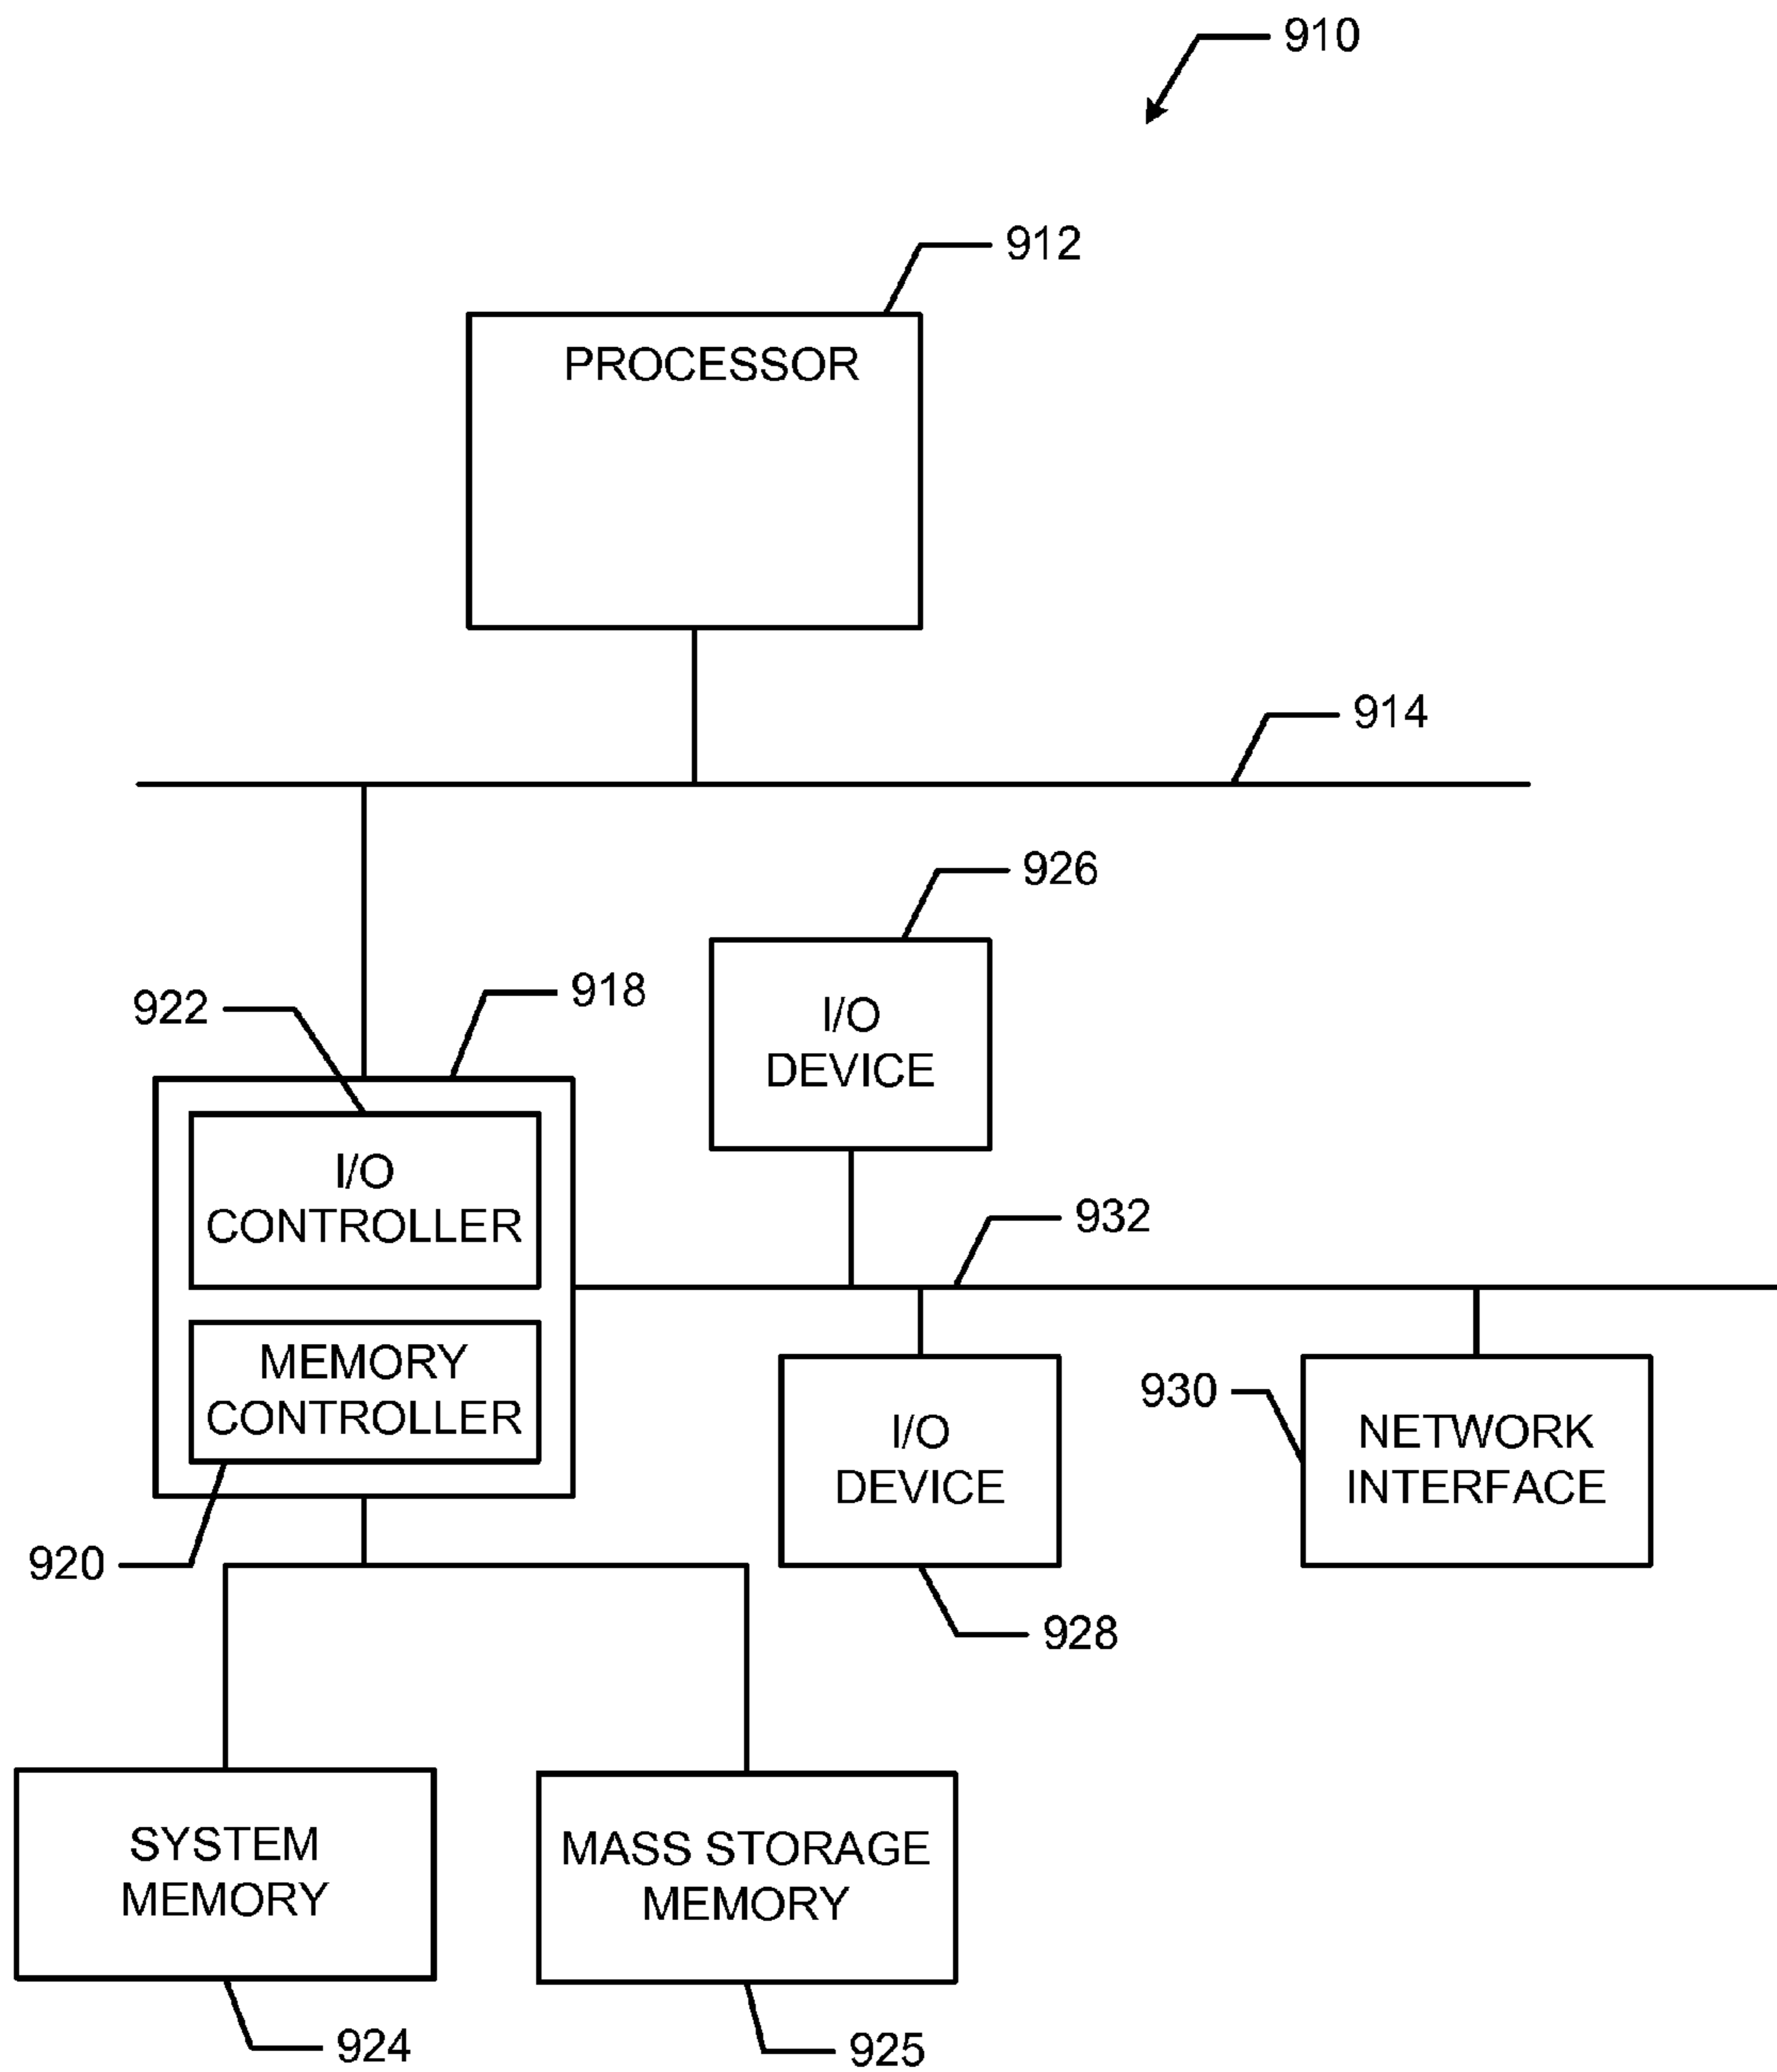 910
912
PROCESSOR
914
926
922
918
I/O
DEVICE
I/O
CONTROLLER
932
MEMORY
CONTROLLER
930
I/O
DEVICE
NETWORK
INTERFACE
920
928
SYSTEM
MEMORY
MASS STORAGE
MEMORY
924
925